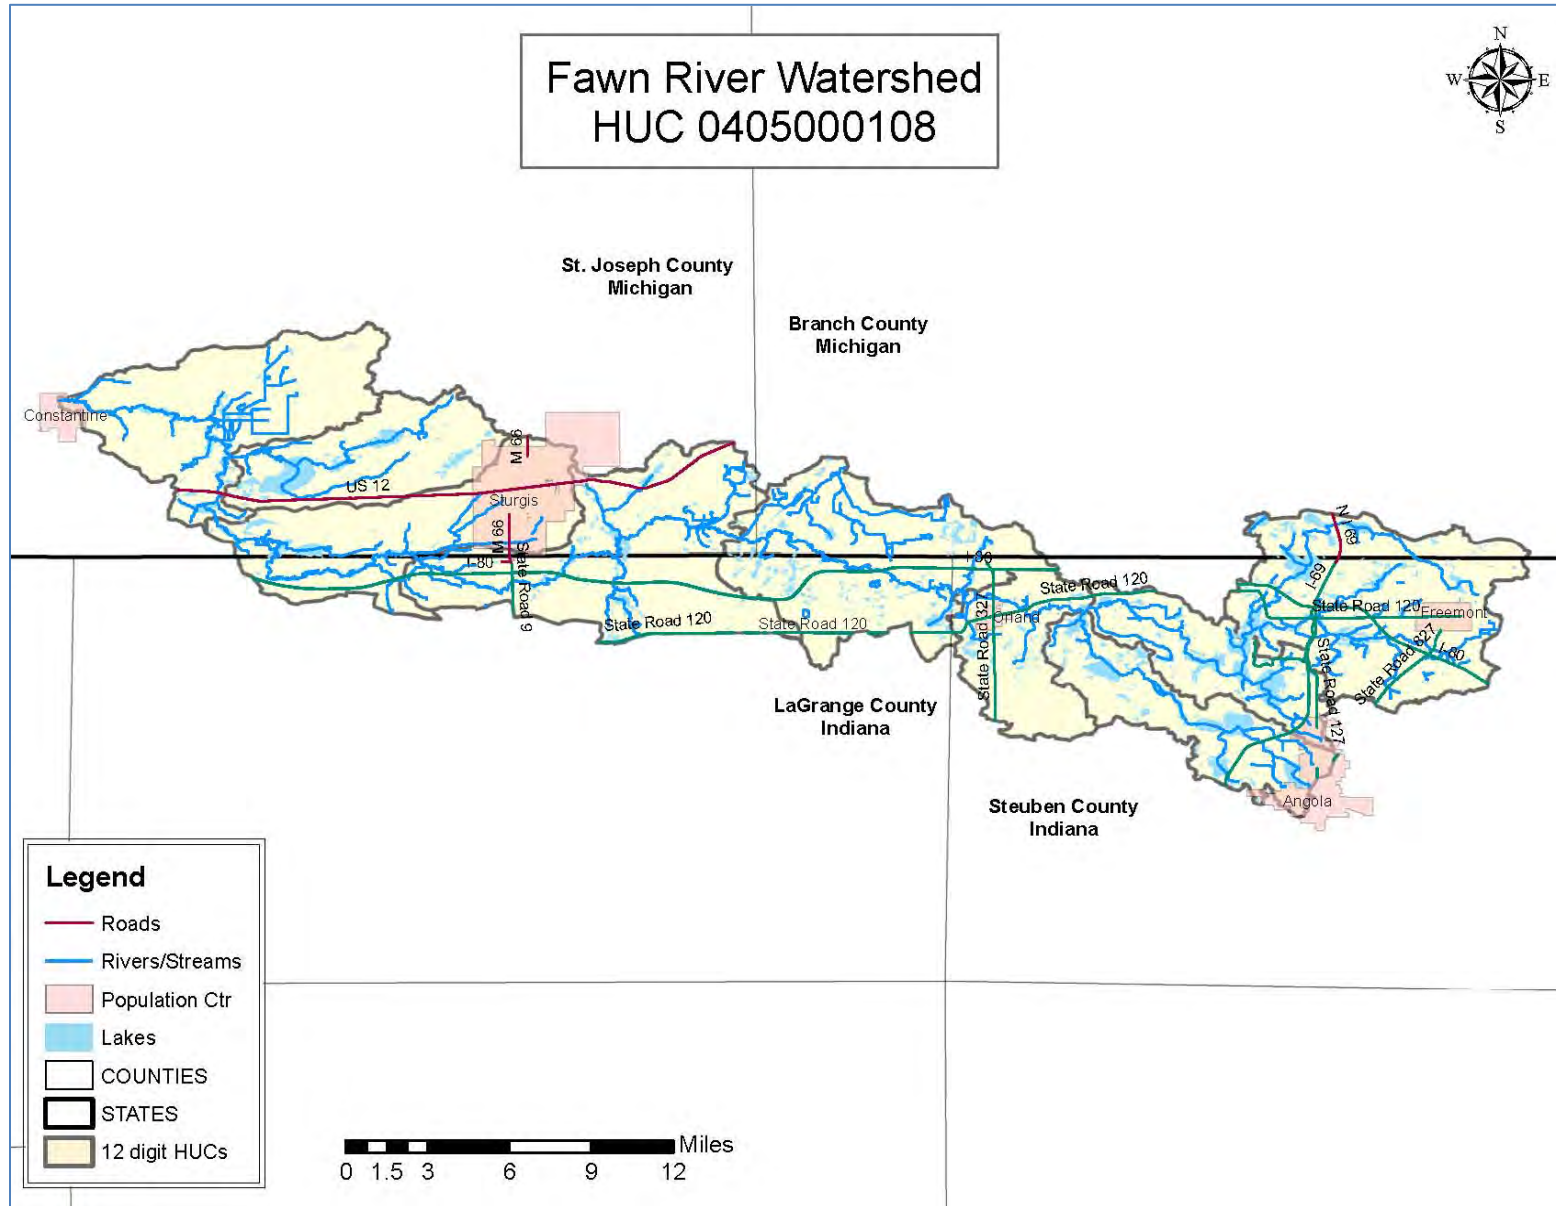 Fawn River Watershed
HUC 0405000108
N
W
E
S
St. Joseph County
Michigan
Branch County
Michigan
Constantine
M 66
US 12
Sturgis
M 66
I-80
State Road 9
N I-69
I-69
State Road 120
State Road 120
Freemont
State Road 120
State Road 120
State Road 327
Orland
State Road 827
I-80
State Road 127
LaGrange County
Indiana
Steuben County
Indiana
Angola
Legend
Roads
Rivers/Streams
Population Ctr
Lakes
COUNTIES
STATES
12 digit HUCs
Miles
0 1.5 3 6 9 12